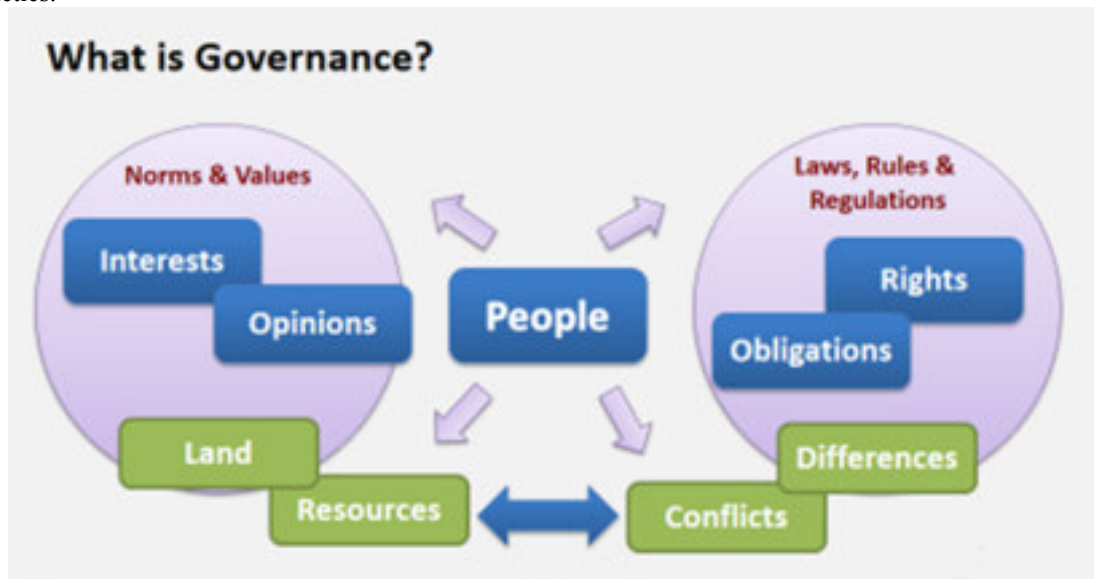 What is Governance?
Norms & Values
Interests
Opinions
Land
Resources
People
Laws, Rules &
Regulations
Rights
Obligations
Differences
Conflicts